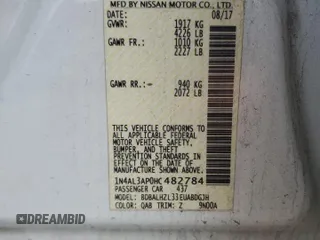 MFD BY NISSAN MOTOR CO., LTD.
DATE: 08/17
GVWR: 1917 KG
4226 LB
GAWR FR.: 1010 KG
2227 LB
GAWR RR.:- 940 KG
2072 LB
THIS VEHICLE CONFORMS TO ALL
APPLICABLE FEDERAL MOTOR VEHICLE
SAFETY, BUMPER, AND THEFT
PREVENTION STANDARDS IN EFFECT
ON THE DATE OF MANUFACTURE
SHOWN ABOVE.
1N4AL3AP0HC482784
PASSENGER CAR 437
MODEL: BDBALHZL33EUABDGJH
COLOR: QAB TRIM: Z 9N00A